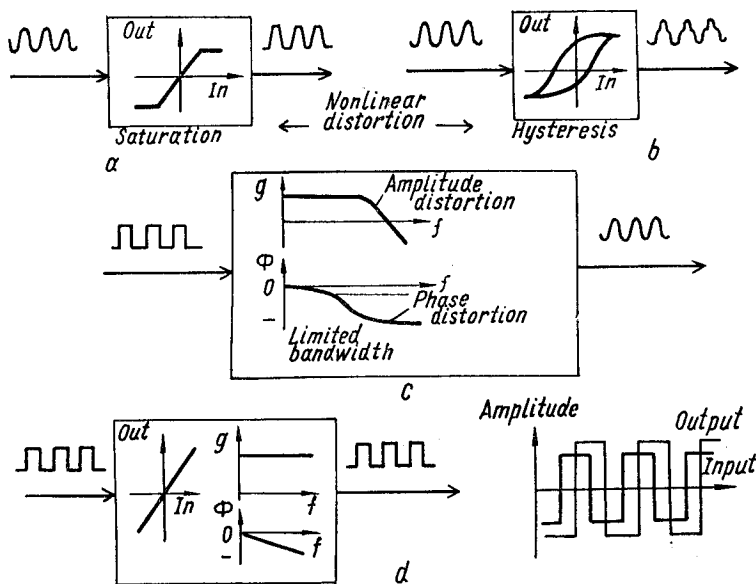 Out
In
Saturation
a
Nonlinear
distortion
Out
In
Hysteresis
b
g
Amplitude
distortion
f
Φ
0
f
Phase
distortion
–
Limited
bandwidth
c
Out
In
g
f
Φ
0
–
f
d
Amplitude
Output
Input